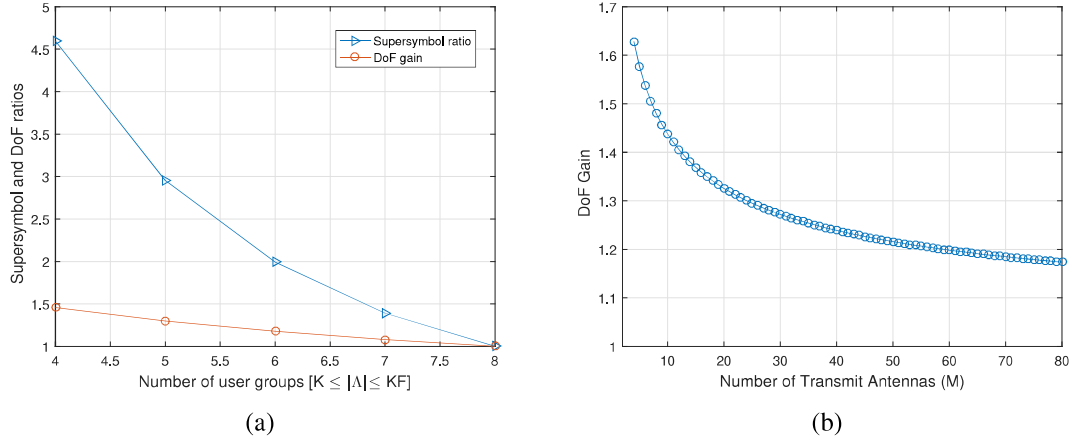 Supersymbol and DoF ratios
5
4.5
4
3.5
3
2.5
2
1.5
1
Supersymbol ratio
DoF gain
4 4.5 5 5.5 6 6.5 7 7.5 8
Number of user groups [K ≤ |Λ| ≤ KF]
(a)
DoF Gain
1.7
1.6
1.5
1.4
1.3
1.2
1.1
1
10 20 30 40 50 60 70 80
Number of Transmit Antennas (M)
(b)